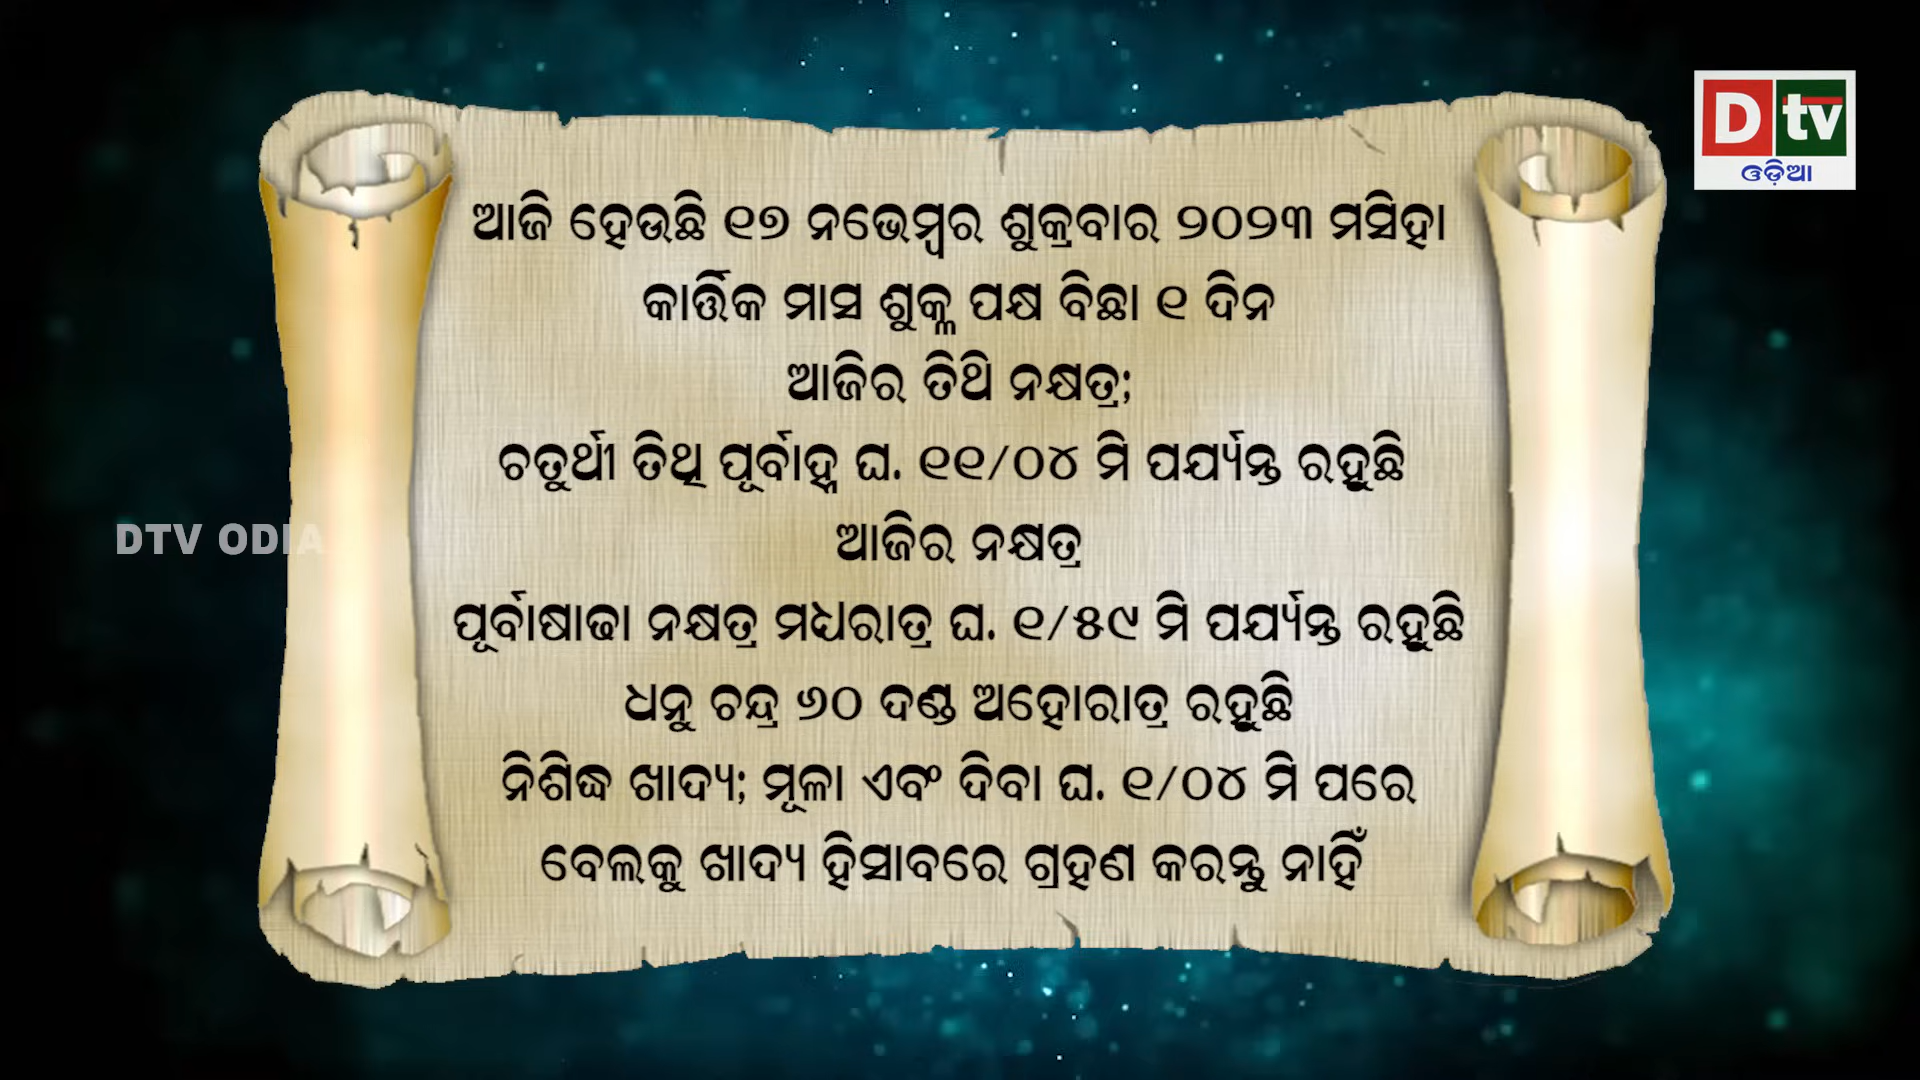 D tv
ଓଡ଼ିଆ
ଆଜି ହେଉଛି ୧୭ ନଭେମ୍ବର ଶୁକ୍ରବାର ୨୦୨୩ ମସିହା
କାର୍ତ୍ତିକ ମାସ ଶୁକ୍ଳ ପକ୍ଷ ବିଛା ୧ ଦିନ
ଆଜିର ତିଥି ନକ୍ଷତ୍ର;
ଚତୁର୍ଥୀ ତିଥି ପୂର୍ବାହ୍ନ ଘ. ୧୧/୦୪ ମି ପର୍ଯ୍ୟନ୍ତ ରହୁଛି
DTV ODIA
ଆଜିର ନକ୍ଷତ୍ର
ପୂର୍ବାଷାଢା ନକ୍ଷତ୍ର ମଧ୍ୟରାତ୍ର ଘ. ୧/୫୯ ମି ପର୍ଯ୍ୟନ୍ତ ରହୁଛି
ଧନୁ ଚନ୍ଦ୍ର ୬୦ ଦଣ୍ଡ ଅହୋରାତ୍ର ରହୁଛି
ନିଶିଦ୍ଧ ଖାଦ୍ୟ; ମୂଳା ଏବଂ ଦିବା ଘ. ୧/୦୪ ମି ପରେ
ବେଲକୁ ଖାଦ୍ୟ ହିସାବରେ ଗ୍ରହଣ କରନ୍ତୁ ନାହିଁ